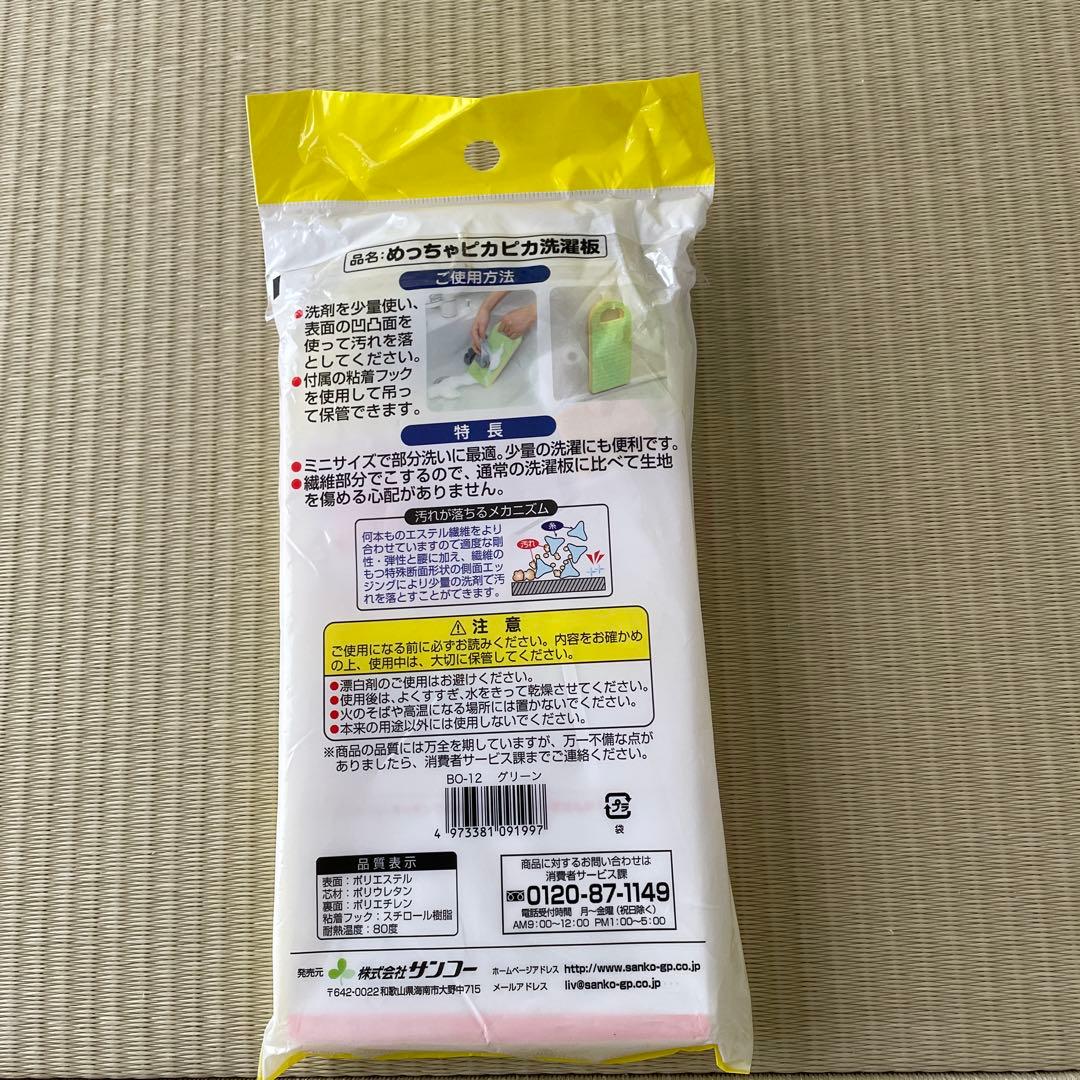 品名:めっちゃピカピカ洗濯板
ご使用方法
●洗剤を少量使い、
表面の凹凸面を
使って汚れを落
としてください。
●付属の粘着フック
を使用して吊っ
て保管できます。
特長
●ミニサイズで部分洗いに最適。少量の洗濯にも便利です。
●繊維部分でこするので、通常の洗濯板に比べて生地
を傷める心配がありません。
汚れが落ちるメカニズム
何本ものエステル繊維をより
合わせていますので適度な剛
性・弾性と腰に加え、繊維の
もつ特殊断面形状の側面エッ
ジングにより少量の洗剤で汚
れを落とすことができます。
糸
汚れ
⚠注意
ご使用になる前に必ずお読みください。内容をお確かめ
の上、使用中は、大切に保管してください。
●漂白剤のご使用はお避けください。
●使用後は、よくすすぎ、水をきって乾燥させてください。
●火のそばや高温になる場所には置かないでください。
●本来の用途以外には使用しないでください。
※商品の品質には万全を期していますが、万一不備な点が
ありましたら、消費者サービス課までご連絡ください。
BO-12 グリーン
4 973381 091997
プラ
袋
品質表示
表面:ポリエステル
芯材:ポリウレタン
裏面:ポリエチレン
粘着フック:スチロール樹脂
耐熱温度:80度
商品に対するお問い合わせは
消費者サービス課
0120-87-1149
電話受付時間 月〜金曜(祝日除く)
AM9:00〜12:00 PM1:00〜5:00
発売元 株式会社サンコー
〒642-0022 和歌山県海南市大野中715
ホームページアドレス http://www.sanko-gp.co.jp
メールアドレス liv@sanko-gp.co.jp